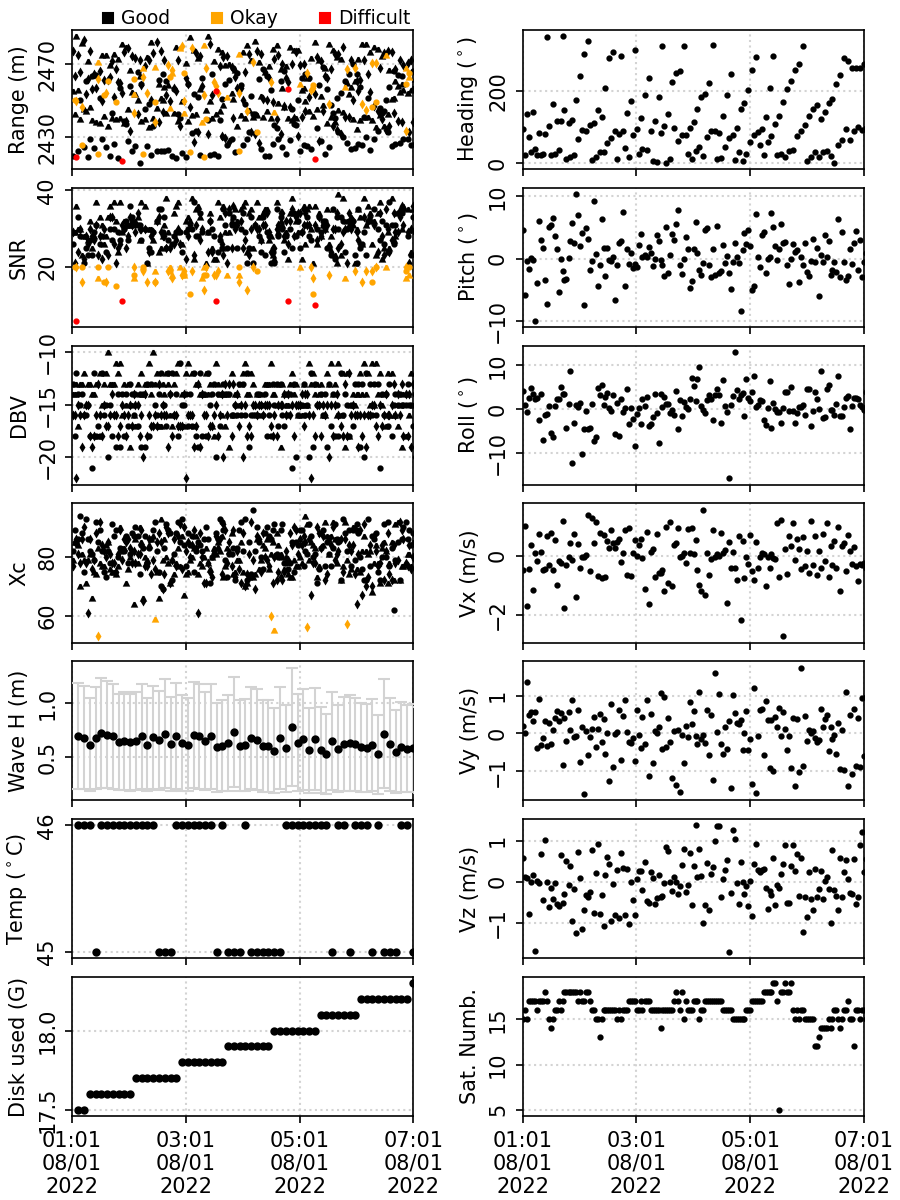 Good Okay Difficult
Range (m)
2470
2430
Heading (°)
200
0
SNR
40
20
Pitch (°)
10
0
−10
DBV
−10
−15
−20
Roll (°)
10
0
−10
Xc
80
60
Vx (m/s)
0
−2
Wave H (m)
1.0
0.5
Vy (m/s)
1
0
−1
Temp (°C)
46
45
Vz (m/s)
1
0
−1
Disk used (G)
18.0
17.5
Sat. Numb.
15
10
5
01:01 03:01 05:01 07:01 01:01 03:01 05:01 07:01
08/01 08/01 08/01 08/01 08/01 08/01 08/01 08/01
2022 2022 2022 2022 2022 2022 2022 2022